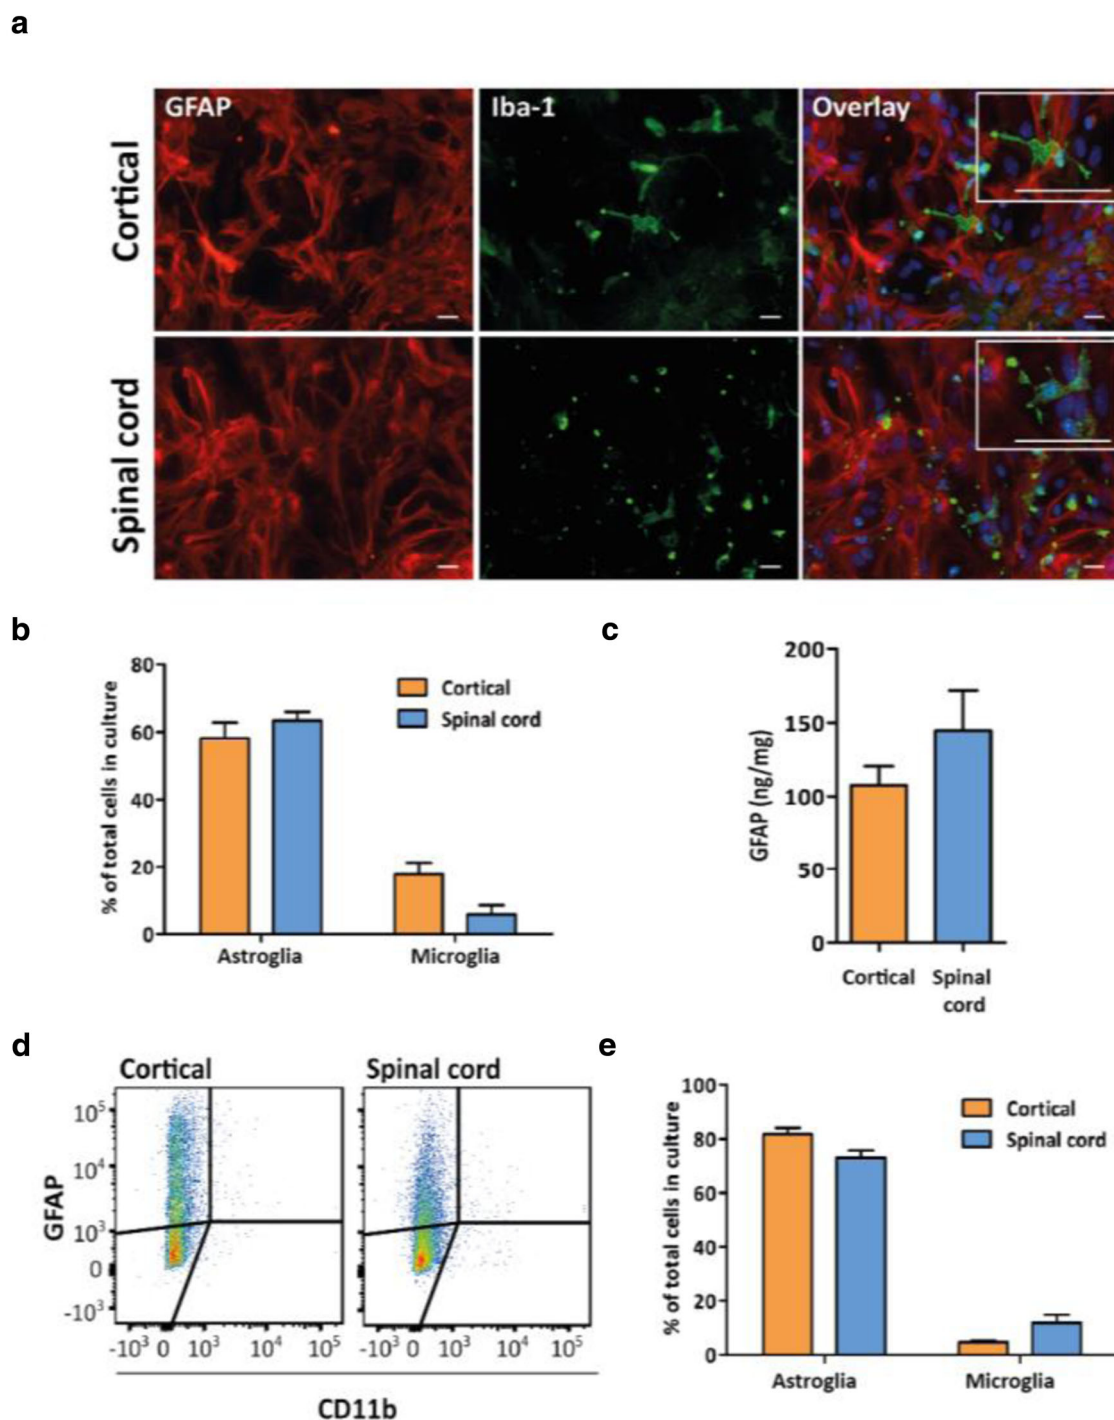 a
GFAP
Iba-1
Overlay
Cortical
Spinal cord
b
% of total cells in culture
80
60
40
20
0
Cortical
Spinal cord
Astroglia
Microglia
c
GFAP (ng/mg)
200
150
100
50
0
Cortical
Spinal
cord
d
Cortical
Spinal cord
GFAP
10⁵
10⁴
10³
0
-10³
-10³ 0 10³ 10⁴ 10⁵
-10³ 0 10³ 10⁴ 10⁵
CD11b
e
% of total cells in culture
100
80
60
40
20
0
Cortical
Spinal cord
Astroglia
Microglia